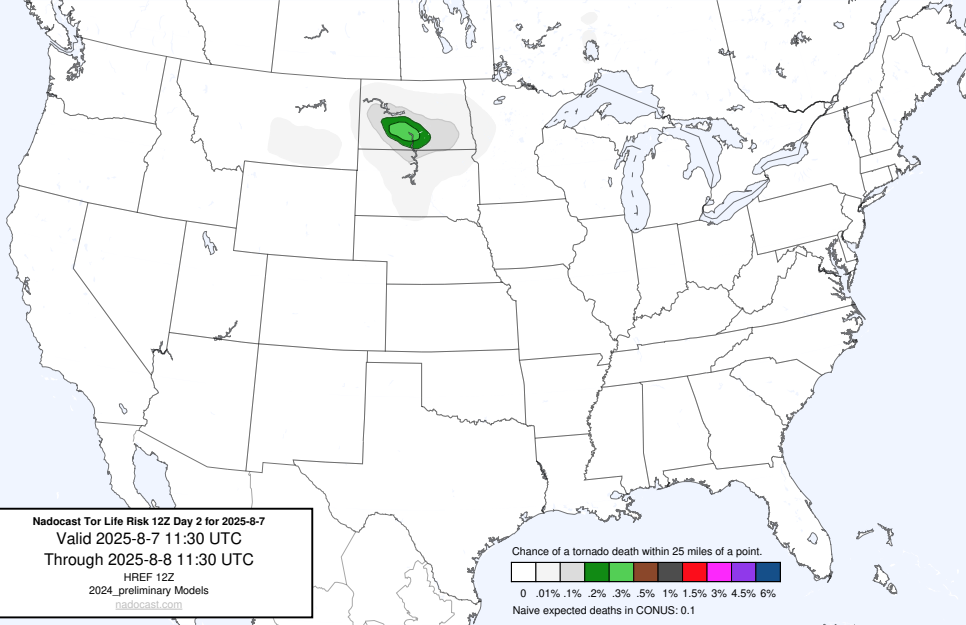 Nadocast Tor Life Risk 12Z Day 2 for 2025-8-7
Valid 2025-8-7 11:30 UTC
Through 2025-8-8 11:30 UTC
HREF 12Z
2024_preliminary Models
nadocast.com
Chance of a tornado death within 25 miles of a point.
0 .01% .1% .2% .3% .5% 1% 1.5% 3% 4.5% 6%
Naive expected deaths in CONUS: 0.1